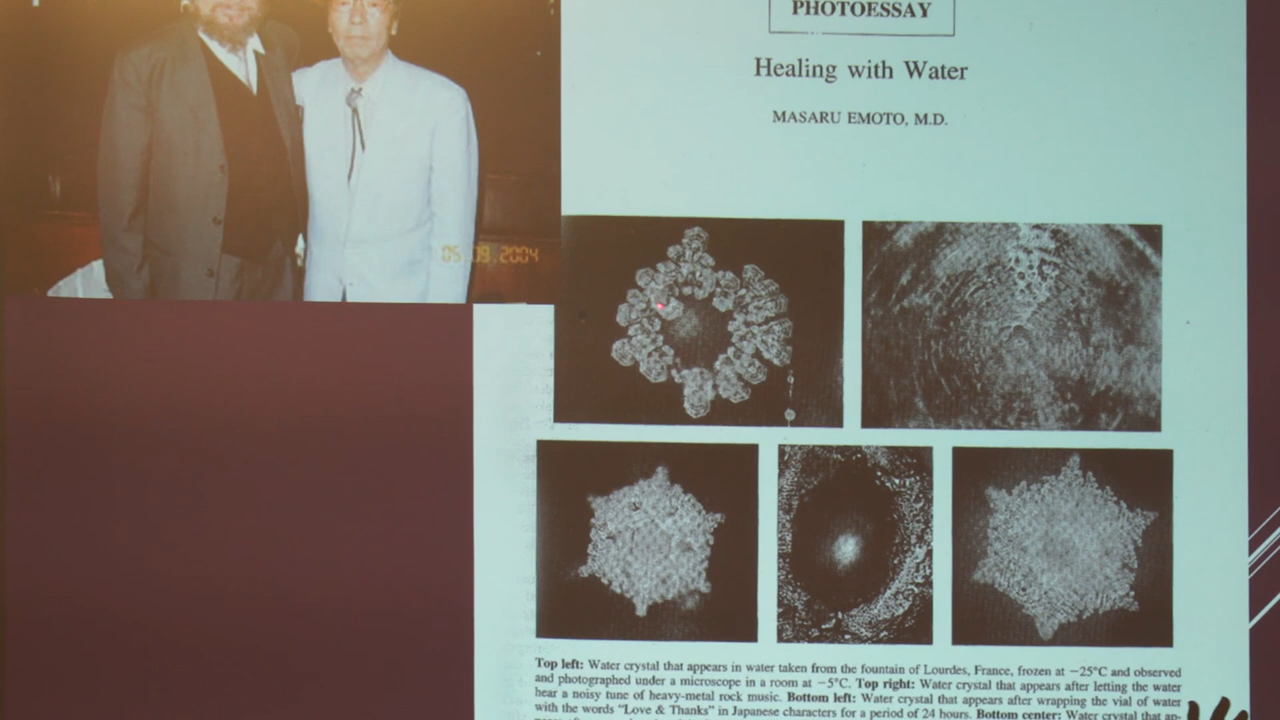 05 09 2004
PHOTOESSAY
Healing with Water
MASARU EMOTO, M.D.
Top left: Water crystal that appears in water taken from the fountain of Lourdes, France, frozen at −25°C and observed
and photographed under a microscope in a room at −5°C. Top right: Water crystal that appears after letting the water
hear a noisy tune of heavy-metal rock music. Bottom left: Water crystal that appears after wrapping the vial of water
with the words “Love & Thanks” in Japanese characters for a period of 24 hours. Bottom center: Water crystal that ap-